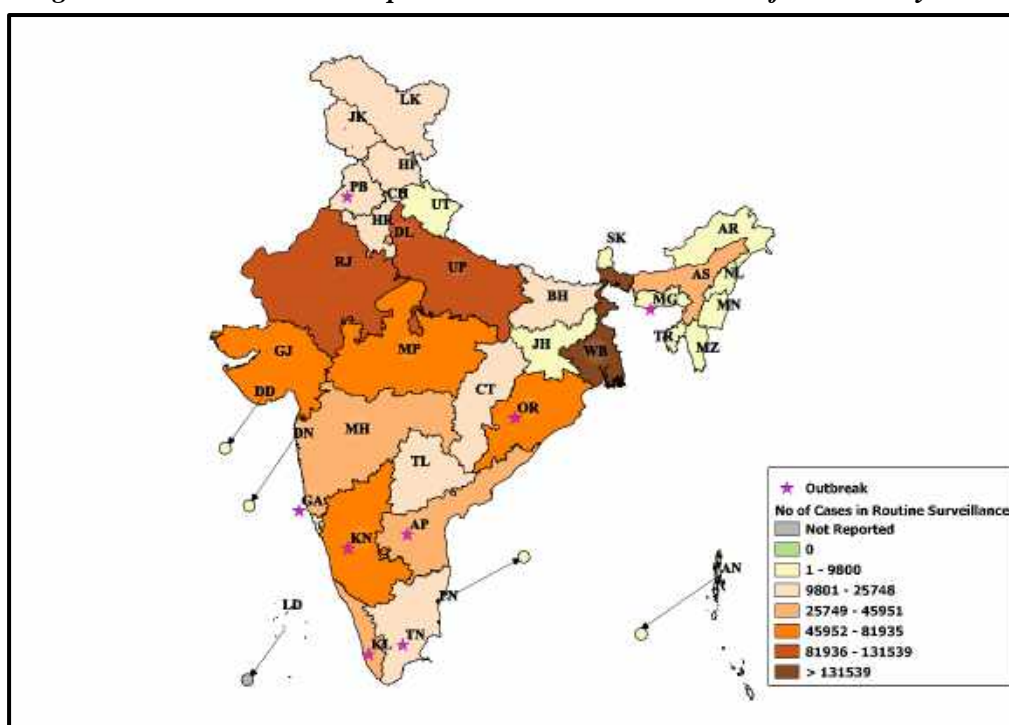 LK
JK
HP
PB
CH
UT
HR
DL
AR
SK
RJ
UP
AS
NL
BH
MG
MN
TR
MZ
JH
WB
GJ
MP
CT
DD
OR
DN
MH
TL
GA
AP
KN
AN
PN
LD
TN
KL
Outbreak
No of Cases in Routine Surveillance
Not Reported
0
1 - 9800
9801 - 25748
25749 - 45951
45952 - 81935
81936 - 131539
> 131539